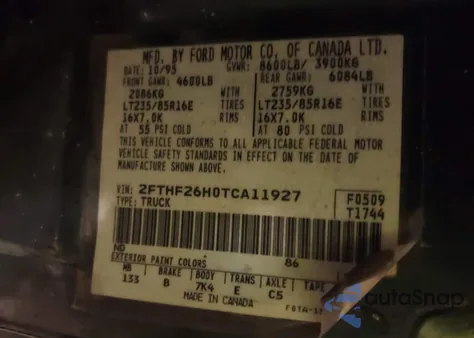 MFD. BY FORD MOTOR CO. OF CANADA LTD.
DATE: 10/95 GVWR: 8600LB/ 3900KG
FRONT GAWR: 4600LB REAR GAWR: 6084LB
2086KG WITH 2759KG WITH
LT235/85R16E TIRES LT235/85R16E TIRES
16X7.0K RIMS 16X7.0K RIMS
AT 55 PSI COLD AT 80 PSI COLD
THIS VEHICLE CONFORMS TO ALL APPLICABLE FEDERAL MOTOR
VEHICLE SAFETY STANDARDS IN EFFECT ON THE DATE OF
MANUFACTURE SHOWN ABOVE.
VIN: 2FTHF26H0TCA11927 F0509
TYPE: TRUCK T1744
ND 86
EXTERIOR PAINT COLORS
WB BRAKE BODY TRANS AXLE TAPE
133 B 7K4 E C5
MADE IN CANADA
autoSnap